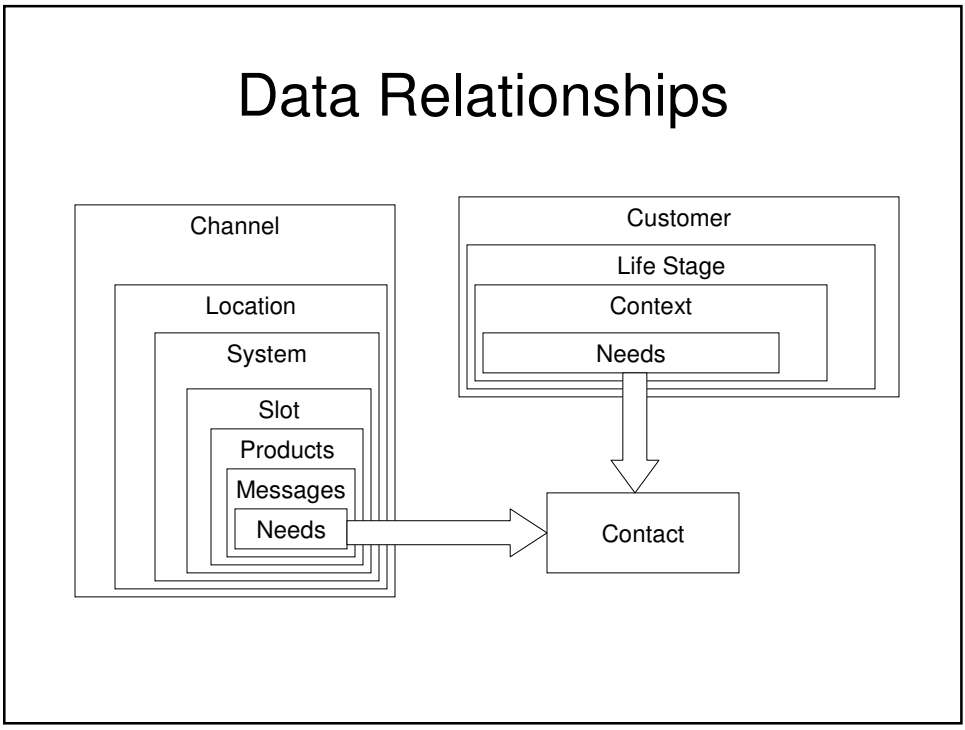 Data Relationships
Channel
Location
System
Slot
Products
Messages
Needs
Customer
Life Stage
Context
Needs
Contact